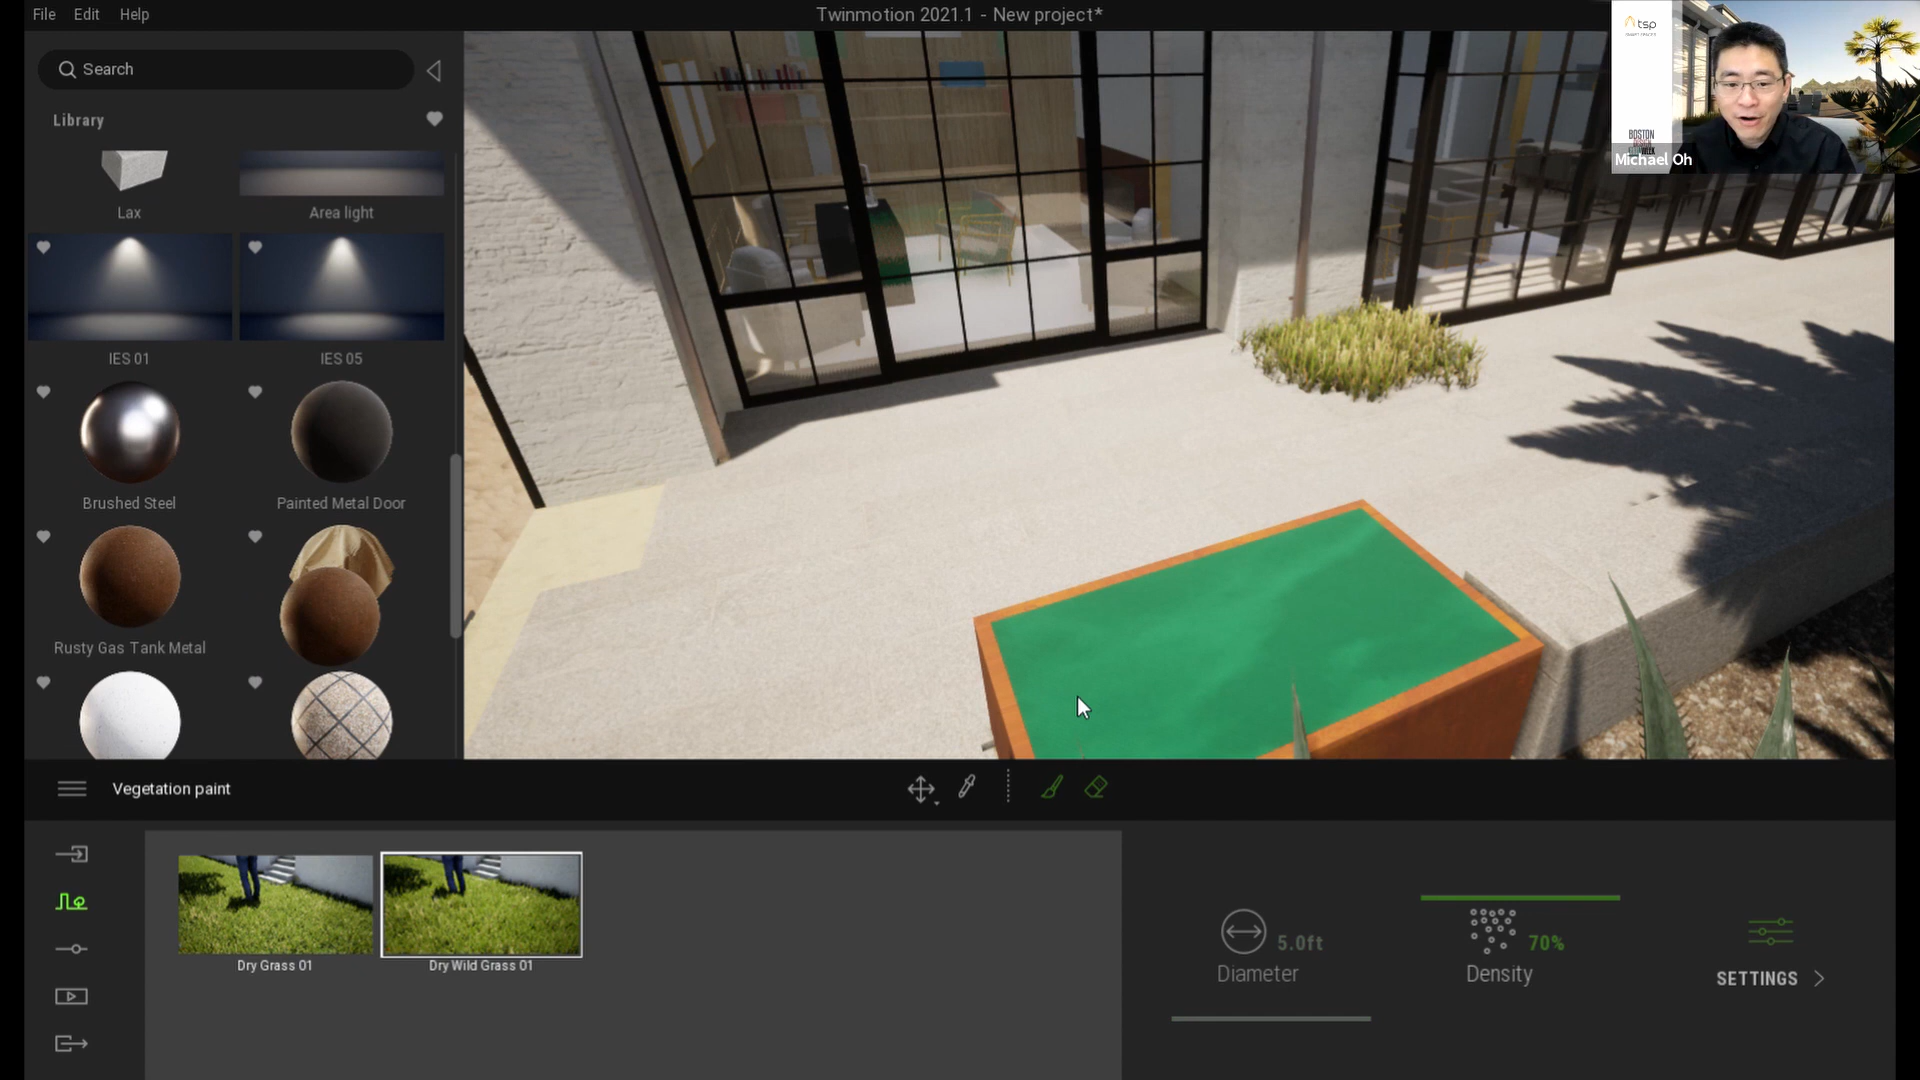 File Edit Help
Twinmotion 2021.1 - New project*
tsp
BOSTON
WEEK
Michael Oh
Search
Library
Lax
Area light
IES 01
IES 05
Brushed Steel
Painted Metal Door
Rusty Gas Tank Metal
Vegetation paint
Dry Grass 01
Dry Wild Grass 01
5.0ft
Diameter
70%
Density
SETTINGS